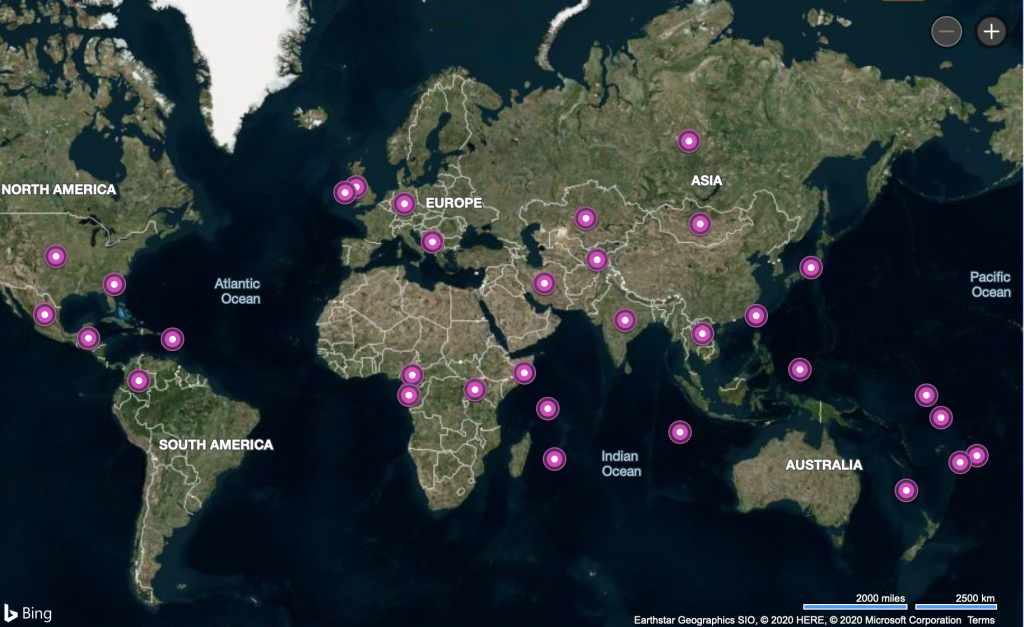 ASIA
NORTH AMERICA
EUROPE
Atlantic
Ocean
Pacific
Ocean
SOUTH AMERICA
Indian
Ocean
AUSTRALIA
2000 miles
2500 km
Bing
Earthstar Geographics SIO, © 2020 HERE, © 2020 Microsoft Corporation Terms